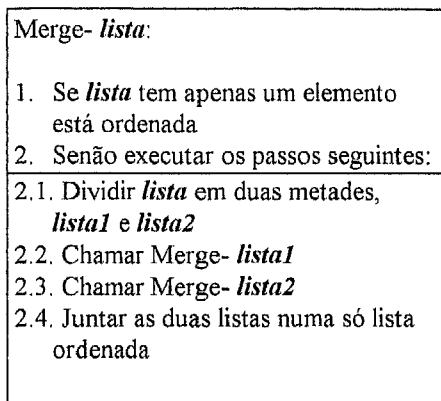 Merge- lista:
1. Se lista tem apenas um elemento
está ordenada
2. Senão executar os passos seguintes:
2.1. Dividir lista em duas metades,
lista1 e lista2
2.2. Chamar Merge- lista1
2.3. Chamar Merge- lista2
2.4. Juntar as duas listas numa só lista
ordenada